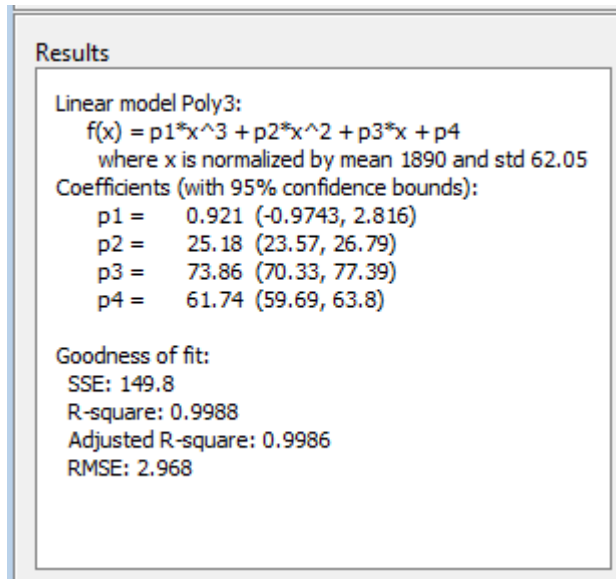 Results
Linear model Poly3:
f(x) = p1*x^3 + p2*x^2 + p3*x + p4
where x is normalized by mean 1890 and std 62.05
Coefficients (with 95% confidence bounds):
p1 = 0.921 (-0.9743, 2.816)
p2 = 25.18 (23.57, 26.79)
p3 = 73.86 (70.33, 77.39)
p4 = 61.74 (59.69, 63.8)
Goodness of fit:
SSE: 149.8
R-square: 0.9988
Adjusted R-square: 0.9986
RMSE: 2.968